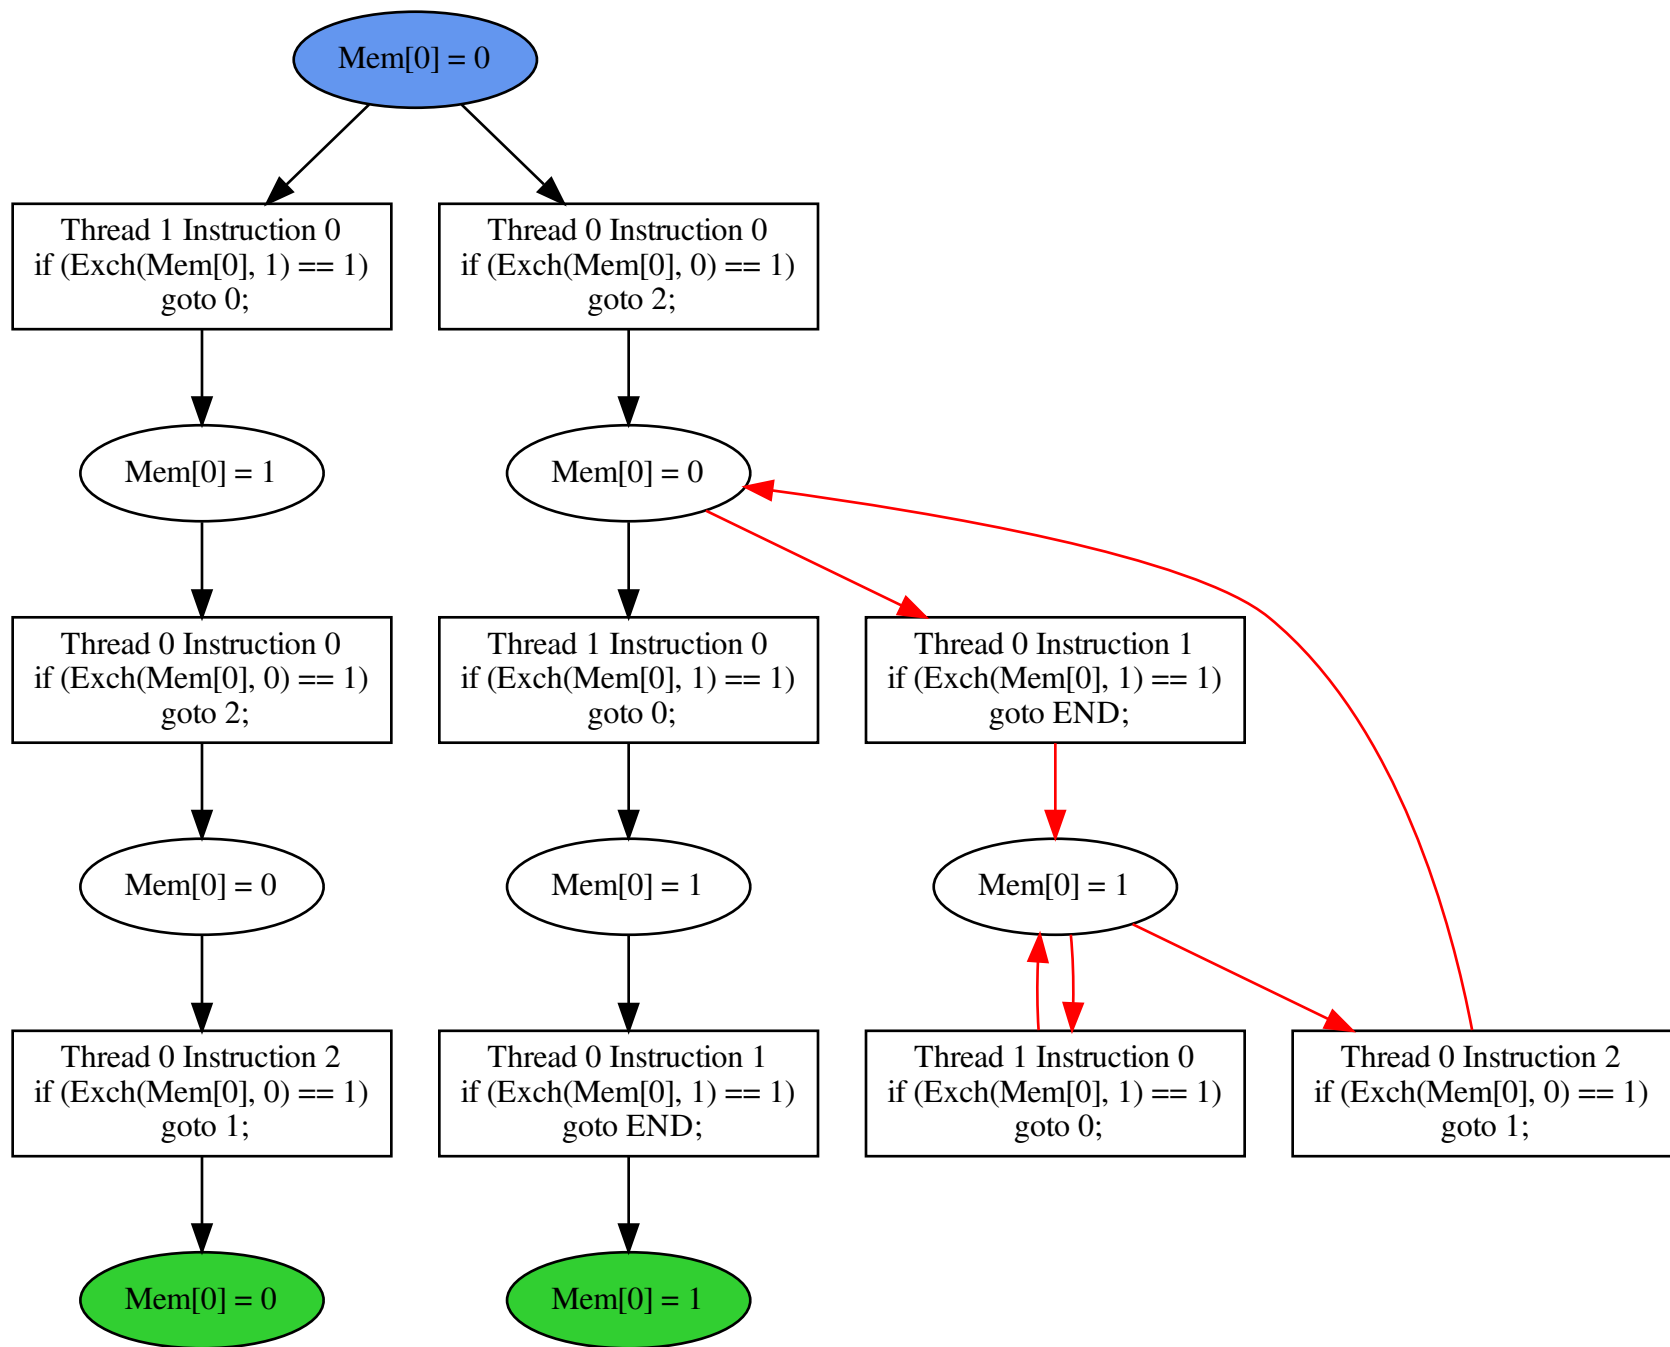 Mem[0] = 0
Thread 1 Instruction 0
if (Exch(Mem[0], 1) == 1)
goto 0;
Thread 0 Instruction 0
if (Exch(Mem[0], 0) == 1)
goto 2;
Mem[0] = 1
Mem[0] = 0
Thread 0 Instruction 0
if (Exch(Mem[0], 0) == 1)
goto 2;
Thread 1 Instruction 0
if (Exch(Mem[0], 1) == 1)
goto 0;
Thread 0 Instruction 1
if (Exch(Mem[0], 1) == 1)
goto END;
Mem[0] = 0
Mem[0] = 1
Mem[0] = 1
Thread 0 Instruction 2
if (Exch(Mem[0], 0) == 1)
goto 1;
Thread 0 Instruction 1
if (Exch(Mem[0], 1) == 1)
goto END;
Thread 1 Instruction 0
if (Exch(Mem[0], 1) == 1)
goto 0;
Thread 0 Instruction 2
if (Exch(Mem[0], 0) == 1)
goto 1;
Mem[0] = 0
Mem[0] = 1